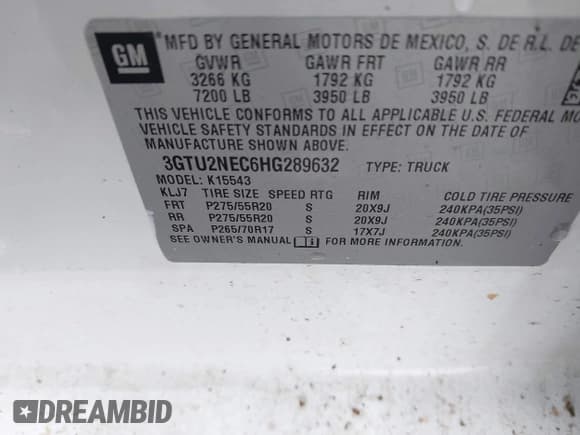 GM
MFD BY GENERAL MOTORS DE MEXICO, S. DE R.L. DE
GVWR GAWR FRT GAWR RR
3266 KG 1792 KG 1792 KG
7200 LB 3950 LB 3950 LB
THIS VEHICLE CONFORMS TO ALL APPLICABLE U.S. FEDERAL
VEHICLE SAFETY STANDARDS IN EFFECT ON THE DATE OF
MANUFACTURE SHOWN ABOVE.
3GTU2NEC6HG289632 TYPE: TRUCK
MODEL: K15543
KLJ7 TIRE SIZE SPEED RTG RIM COLD TIRE PRESSURE
FRT P275/55R20 S 20X9J 240KPA(35PSI)
RR P275/55R20 S 20X9J 240KPA(35PSI)
SPA P265/70R17 S 17X7J 240KPA(35PSI)
SEE OWNER'S MANUAL FOR MORE INFORMATION.
DREAMBID